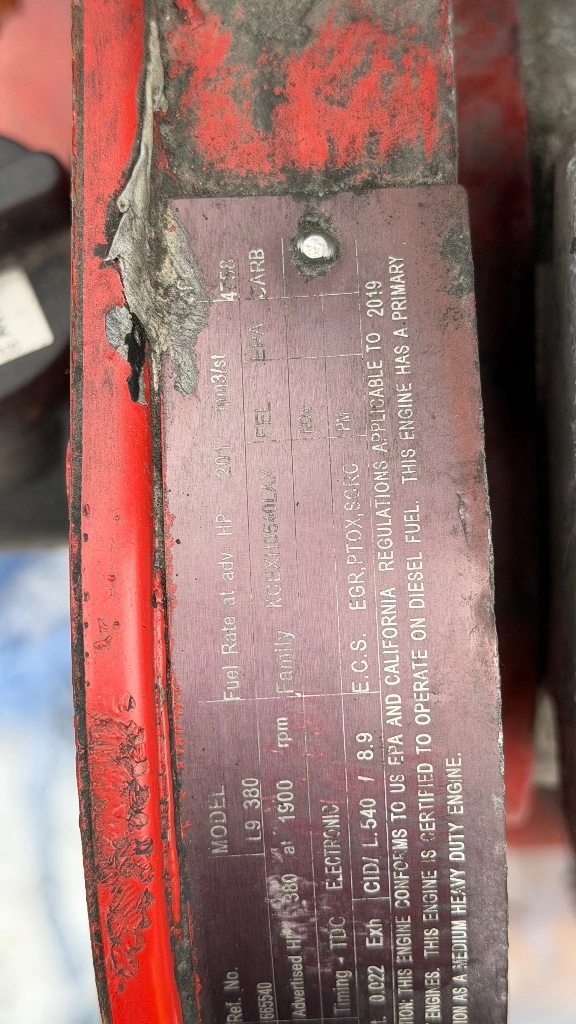 Ref. No. MODEL Fuel Rate at adv HP 201 mm3/st 4758
L9 380 Family KCEXH0540LAX FEL EPA CARB
Advertised HP 380 at 1900 rpm
Timing - TDC ELECTRONIC E.C.S. EGR,PTOX,SCRC PM
0.022 Exh CID/ L 540 / 8.9
THIS ENGINE CONFORMS TO US EPA AND CALIFORNIA REGULATIONS APPLICABLE TO 2019
ENGINES. THIS ENGINE IS CERTIFIED TO OPERATE ON DIESEL FUEL. THIS ENGINE HAS A PRIMARY
AS A MEDIUM HEAVY DUTY ENGINE.